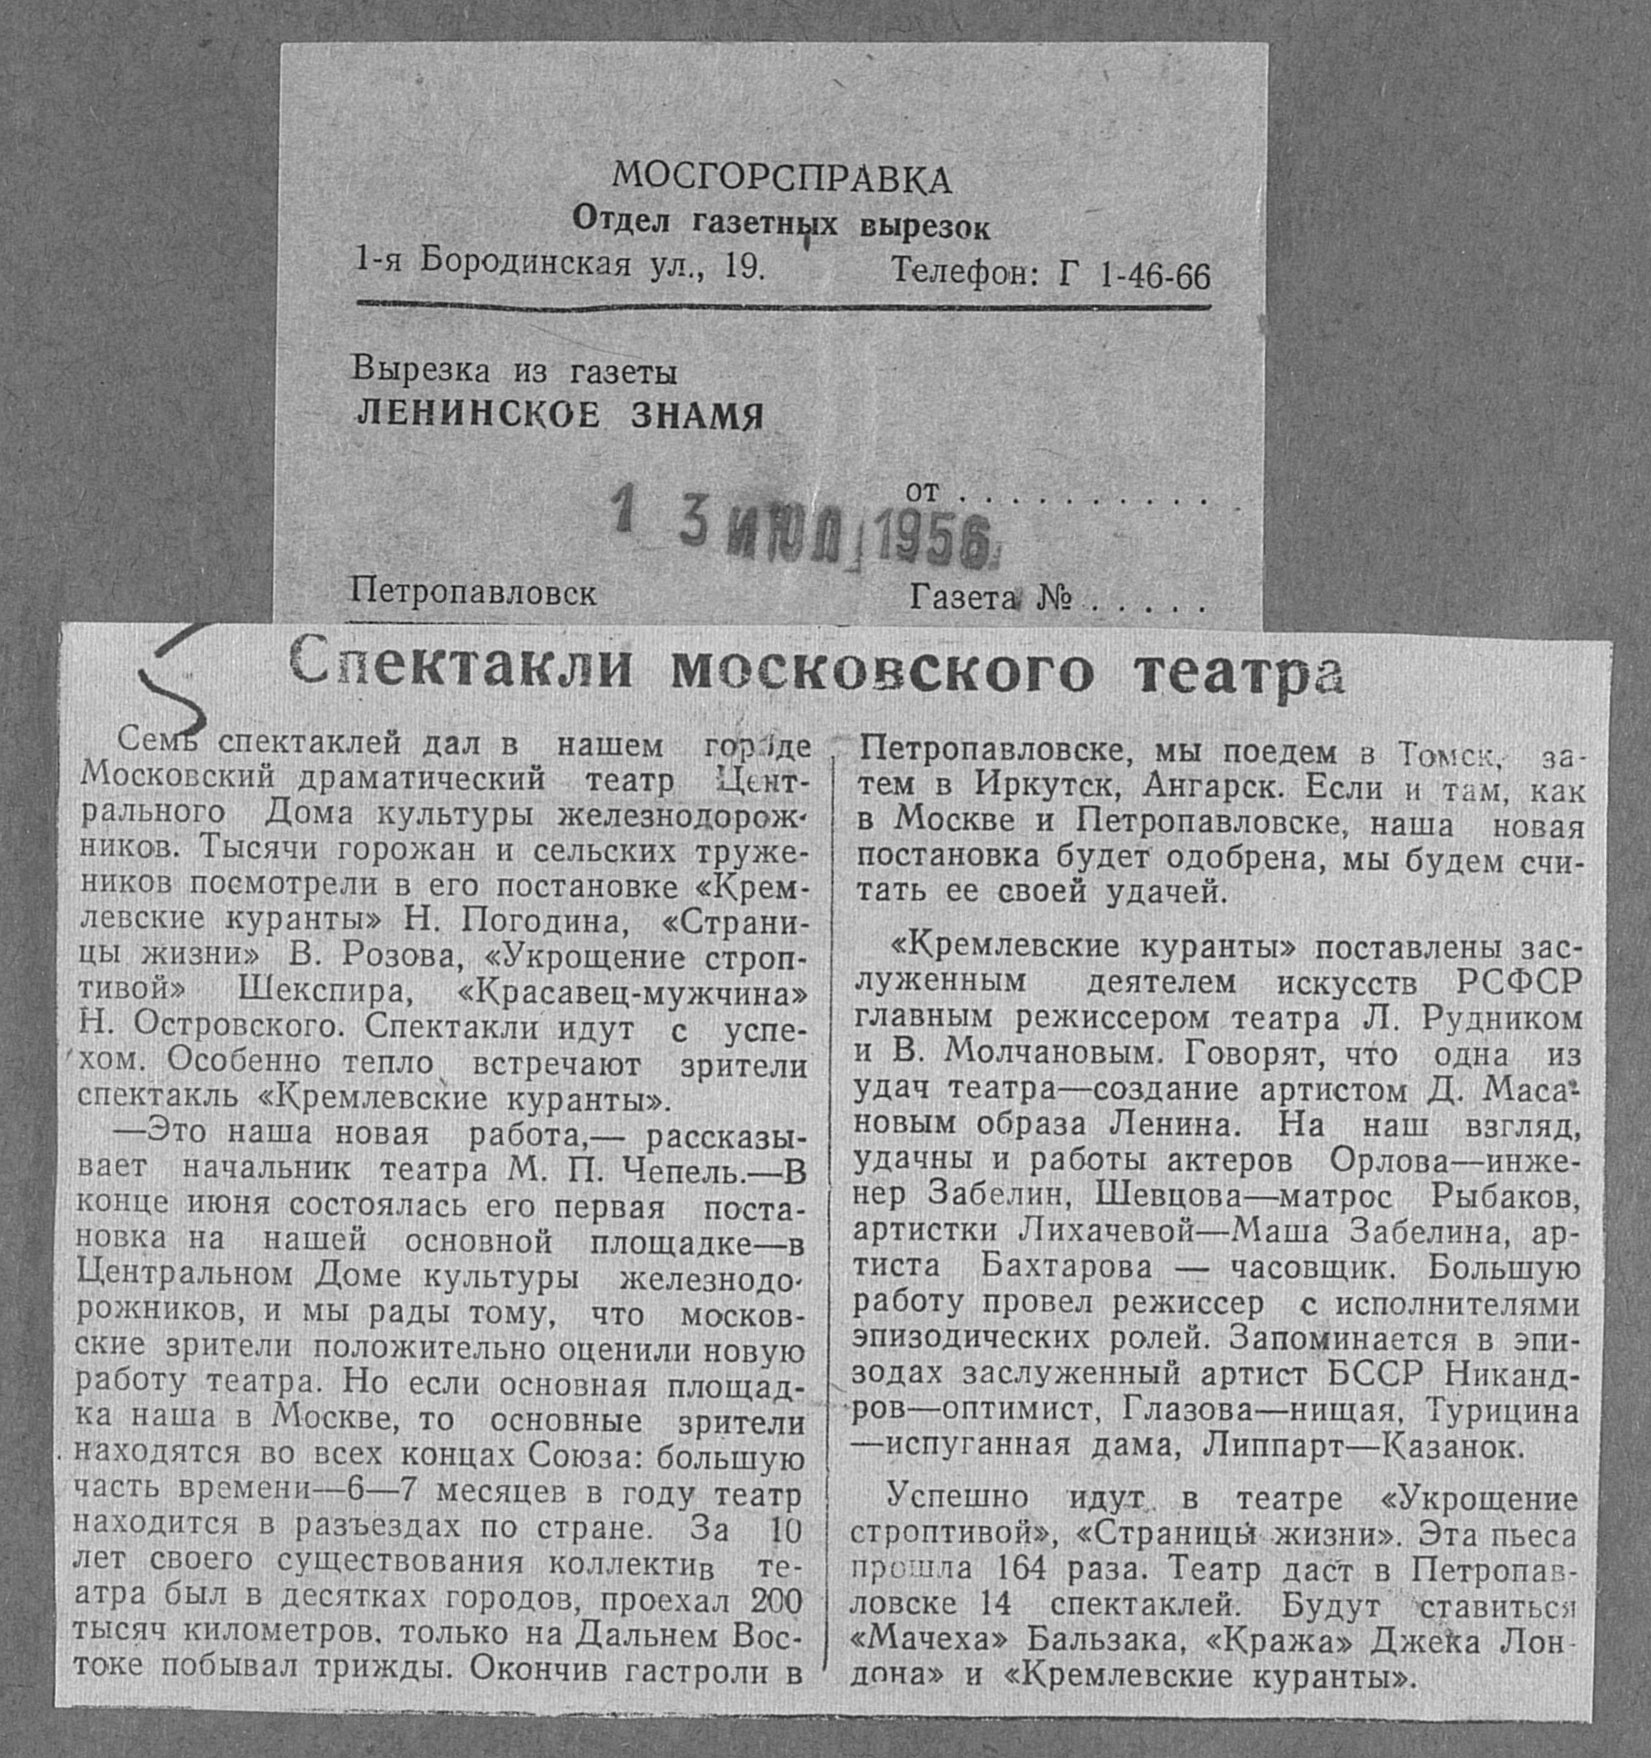 МОСГОРСПРАВКА
Отдел газетных вырезок
1-я Бородинская ул., 19. Телефон: Г 1-46-66
Вырезка из газеты
ЛЕНИНСКОЕ ЗНАМЯ
от . . . . . . . . . .
1 3 ИЮЛ 1956
Петропавловск Газета № . . . . .
Спектакли московского театра
Семь спектаклей дал в нашем городе
Московский драматический театр Цент-
рального Дома культуры железнодорож-
ников. Тысячи горожан и сельских труже-
ников посмотрели в его постановке «Крем-
левские куранты» Н. Погодина, «Страни-
цы жизни» В. Розова, «Укрощение строп-
тивой» Шекспира, «Красавец-мужчина»
Н. Островского. Спектакли идут с успе-
хом. Особенно тепло встречают зрители
спектакль «Кремлевские куранты».
—Это наша новая работа,— рассказы-
вает начальник театра М. П. Чепель.—В
конце июня состоялась его первая поста-
новка на нашей основной площадке—в
Центральном Доме культуры железнодо-
рожников, и мы рады тому, что москов-
ские зрители положительно оценили новую
работу театра. Но если основная площад-
ка наша в Москве, то основные зрители
находятся во всех концах Союза: большую
часть времени—6—7 месяцев в году театр
находится в разъездах по стране. За 10
лет своего существования коллектив те-
атра был в десятках городов, проехал 200
тысяч километров, только на Дальнем Вос-
токе побывал трижды. Окончив гастроли в
Петропавловске, мы поедем в Томск, за-
тем в Иркутск, Ангарск. Если и там, как
в Москве и Петропавловске, наша новая
постановка будет одобрена, мы будем счи-
тать ее своей удачей.
«Кремлевские куранты» поставлены зас-
луженным деятелем искусств РСФСР
главным режиссером театра Л. Рудником
и В. Молчановым. Говорят, что одна из
удач театра—создание артистом Д. Маса-
новым образа Ленина. На наш взгляд,
удачны и работы актеров Орлова—инже-
нер Забелин, Шевцова—матрос Рыбаков,
артистки Лихачевой—Маша Забелина, ар-
тиста Бахтарова — часовщик. Большую
работу провел режиссер с исполнителями
эпизодических ролей. Запоминается в эпи-
зодах заслуженный артист БССРНиканд-
ров—оптимист, Глазова—нищая, Турицина
—испуганная дама, Липпарт—Казанок.
Успешно идут в театре «Укрощение
строптивой», «Страницы жизни». Эта пьеса
прошла 164 раза. Театр даст в Петропав-
ловске 14 спектаклей. Будут ставиться
«Мачеха» Бальзака, «Кража» Джека Лон-
дона» и «Кремлевские куранты».